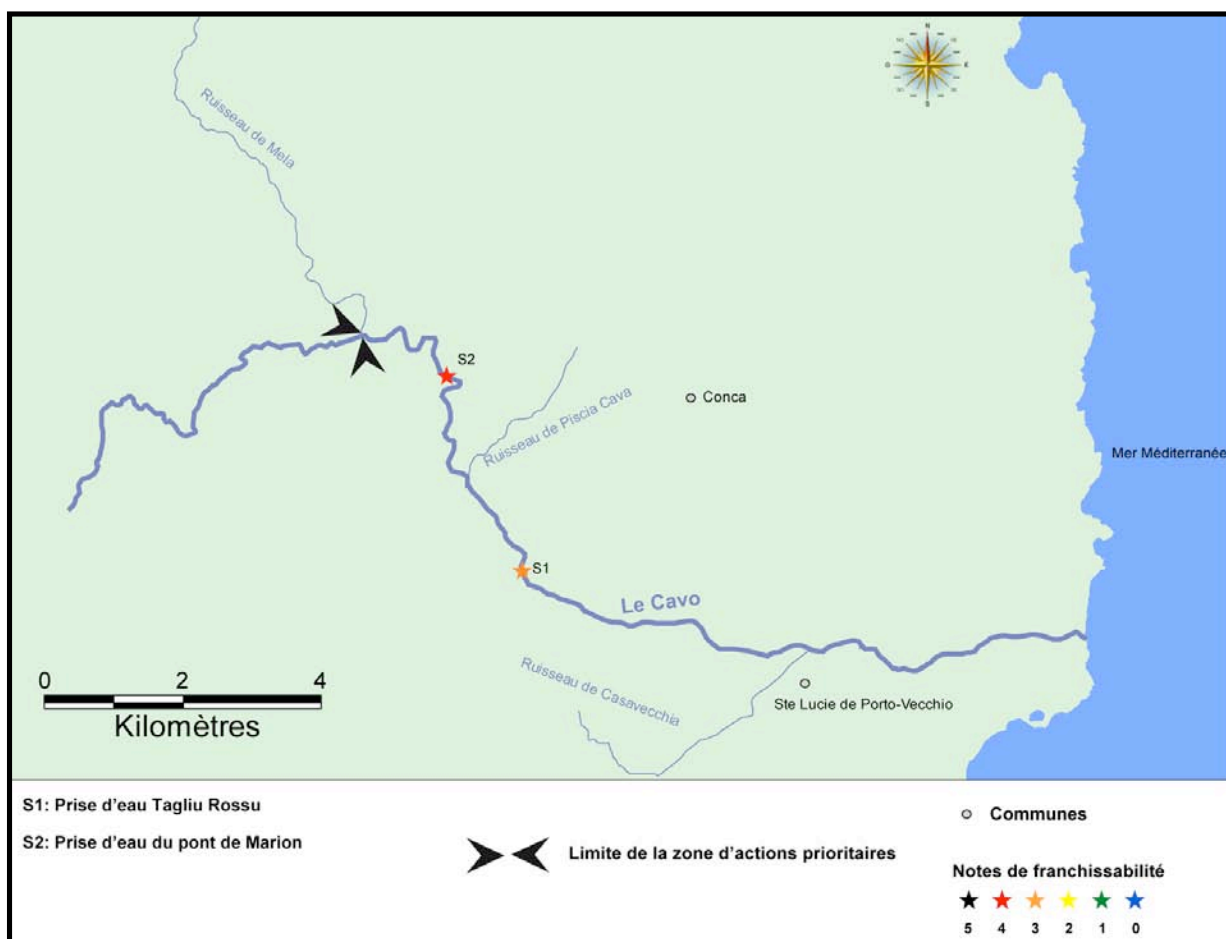 N
O
E
S
Ruisseau de Mela
S2
Conca
Ruisseau de Piscia Cava
Mer Méditerranée
S1
Le Cavo
Ruisseau de Casavecchia
Ste Lucie de Porto-Vecchio
0 2 4
Kilomètres
S1: Prise d'eau Tagliu Rossu
S2: Prise d'eau du pont de Marion
Limite de la zone d'actions prioritaires
Communes
Notes de franchissabilité
5 4 3 2 1 0